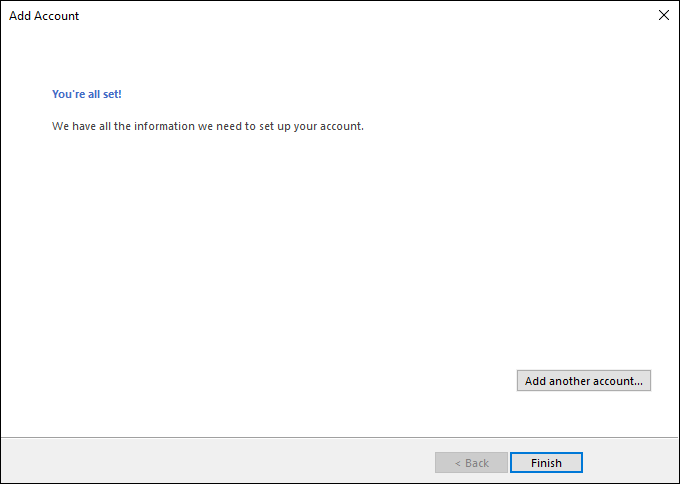 Add Account
You're all set!
We have all the information we need to set up your account.
Add another account...
< Back
Finish